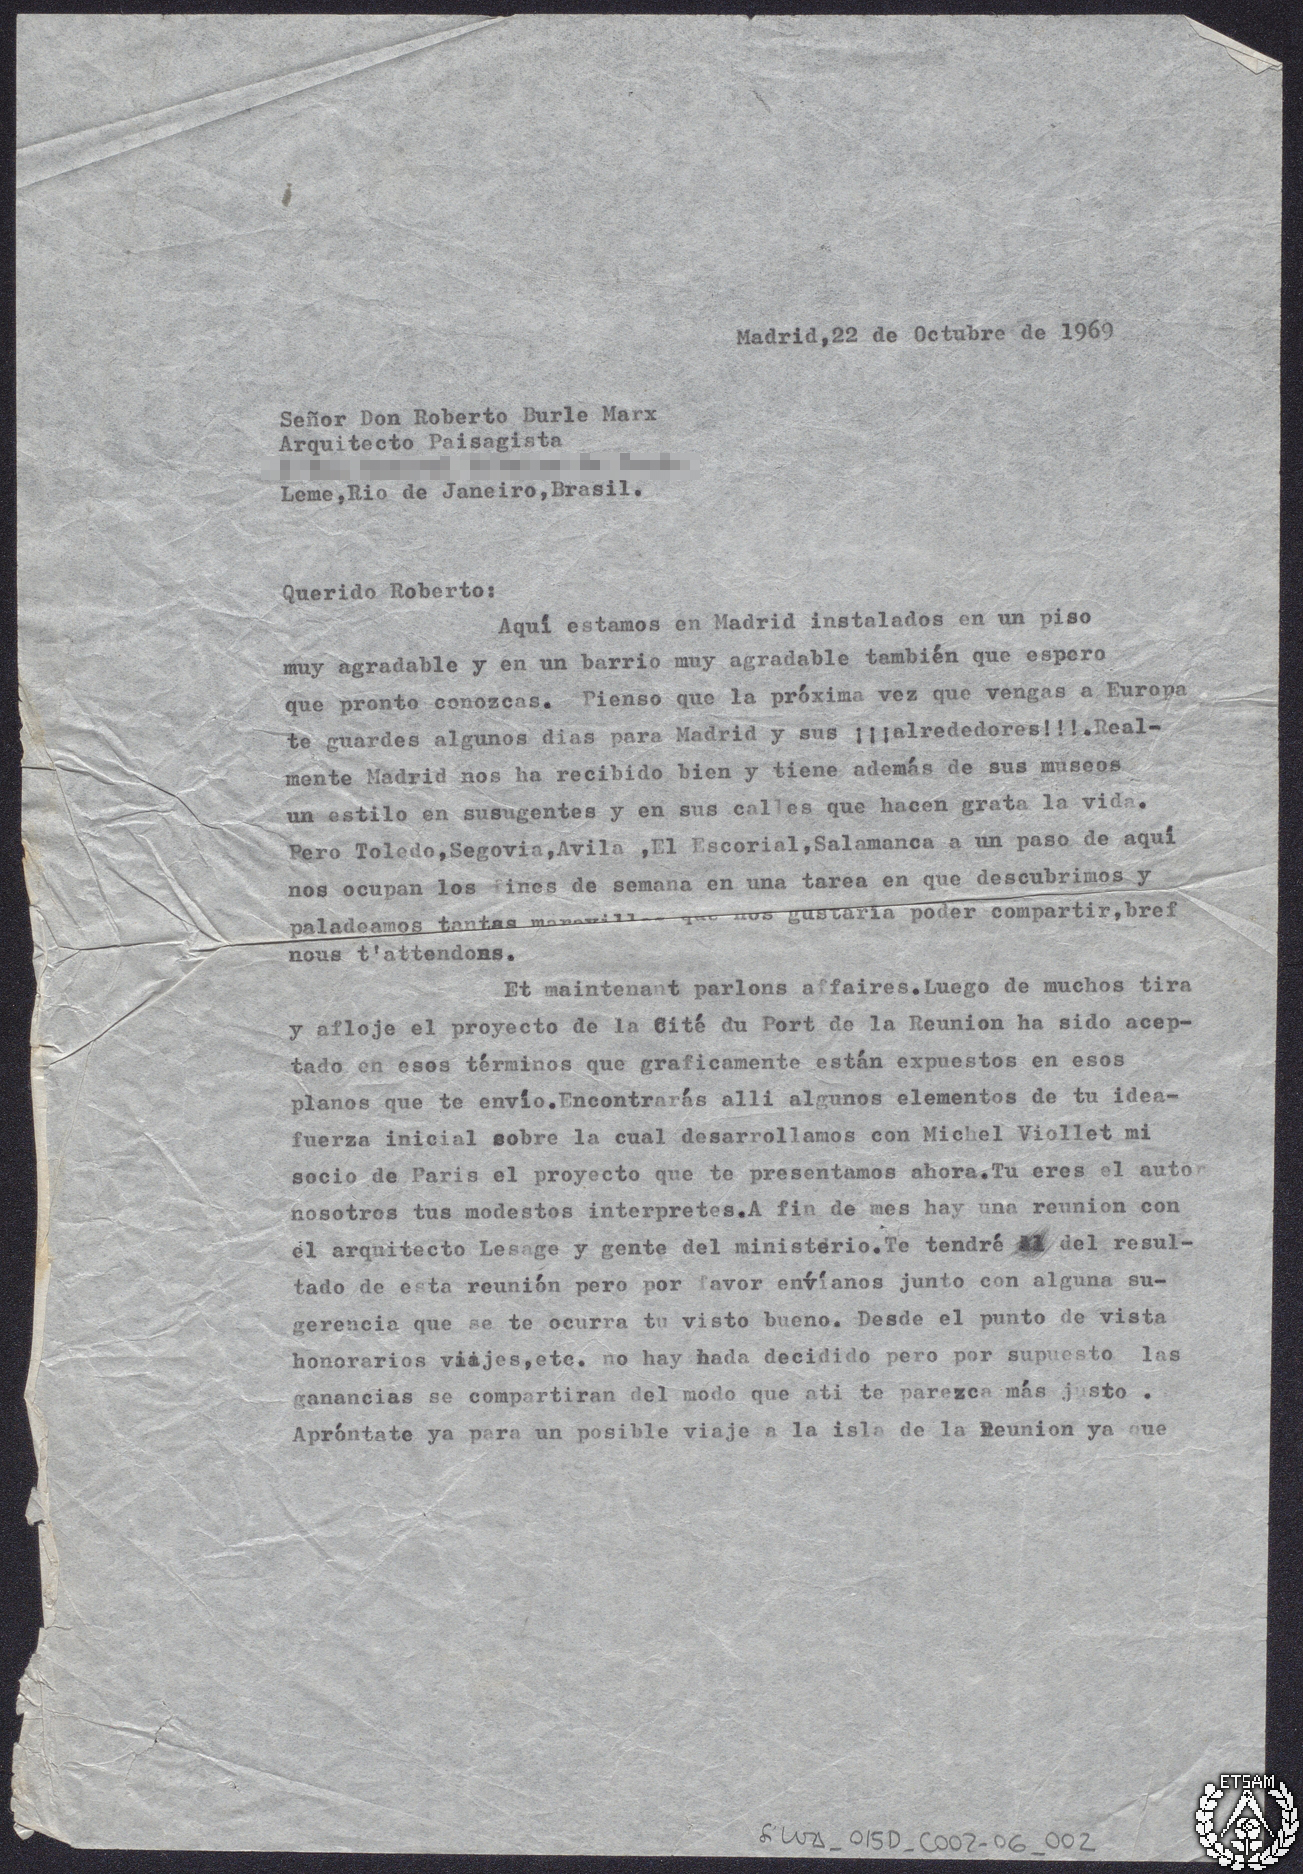 Madrid,22 de Octubre de 1969
Señor Don Roberto Burle Marx
Arquitecto Paisagista
Leme,Rio de Janeiro,Brasil.
Querido Roberto:
Aquí estamos en Madrid instalados en un piso
muy agradable y en un barrio muy agradable también que espero
que pronto conozcas. Pienso que la próxima vez que vengas a Europa
te guardes algunos dias para Madrid y sus ¡¡¡alrededores!!!.Real-
mente Madrid nos ha recibido bien y tiene además de sus museos
un estilo en susugentes y en sus calles que hacen grata la vida.
Pero Toledo,Segovia,Avila ,El Escorial,Salamanca a un paso de aquí
nos ocupan los fines de semana en una tarea en que descubrimos y
paladeamos tantas maravillas que nos gustaria poder compartir,bref
nous t'attendons.
Et maintenant parlons affaires.Luego de muchos tira
y afloje el proyecto de la Cité du Port de la Reunion ha sido acep-
tado en esos términos que graficamente están expuestos en esos
planos que te envío.Encontrarás alli algunos elementos de tu idea-
fuerza inicial sobre la cual desarrollamos con Michel Viollet mi
socio de Paris el proyecto que te presentamos ahora.Tu eres el autor
nosotros tus modestos interpretes.A fin de mes hay una reunion con
él arquitecto Lesage y gente del ministério.Te tendré al del resul-
tado de esta reunión pero por favor envíanos junto con alguna su-
gerencia que se te ocurra tu visto bueno. Desde el punto de vista
honorarios viajes,etc. no hay hada decidido pero por supuesto las
ganancias se compartiran del modo que ati te parezca más justo .
Apróntate ya para un posible viaje a la isla de la Reunion ya que
015D_C002-06_002
ETSAM